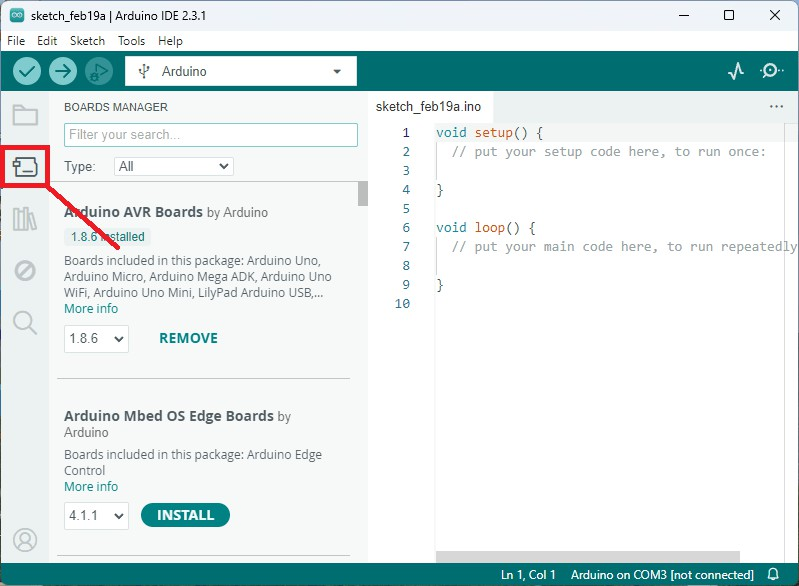 sketch_feb19a | Arduino IDE 2.3.1
File Edit Sketch Tools Help
Arduino
BOARDS MANAGER
Filter your search...
Type: All
Arduino AVR Boards by Arduino
1.8.6 installed
Boards included in this package: Arduino Uno,
Arduino Micro, Arduino Mega ADK, Arduino Uno
WiFi, Arduino Uno Mini, LilyPad Arduino USB,...
More info
1.8.6 REMOVE
Arduino Mbed OS Edge Boards by
Arduino
Boards included in this package: Arduino Edge
Control
More info
4.1.1 INSTALL
sketch_feb19a.ino
1 void setup() {
2 // put your setup code here, to run once:
3
4 }
5
6 void loop() {
7 // put your main code here, to run repeatedly
8
9 }
10
Ln 1, Col 1 Arduino on COM3 [not connected]